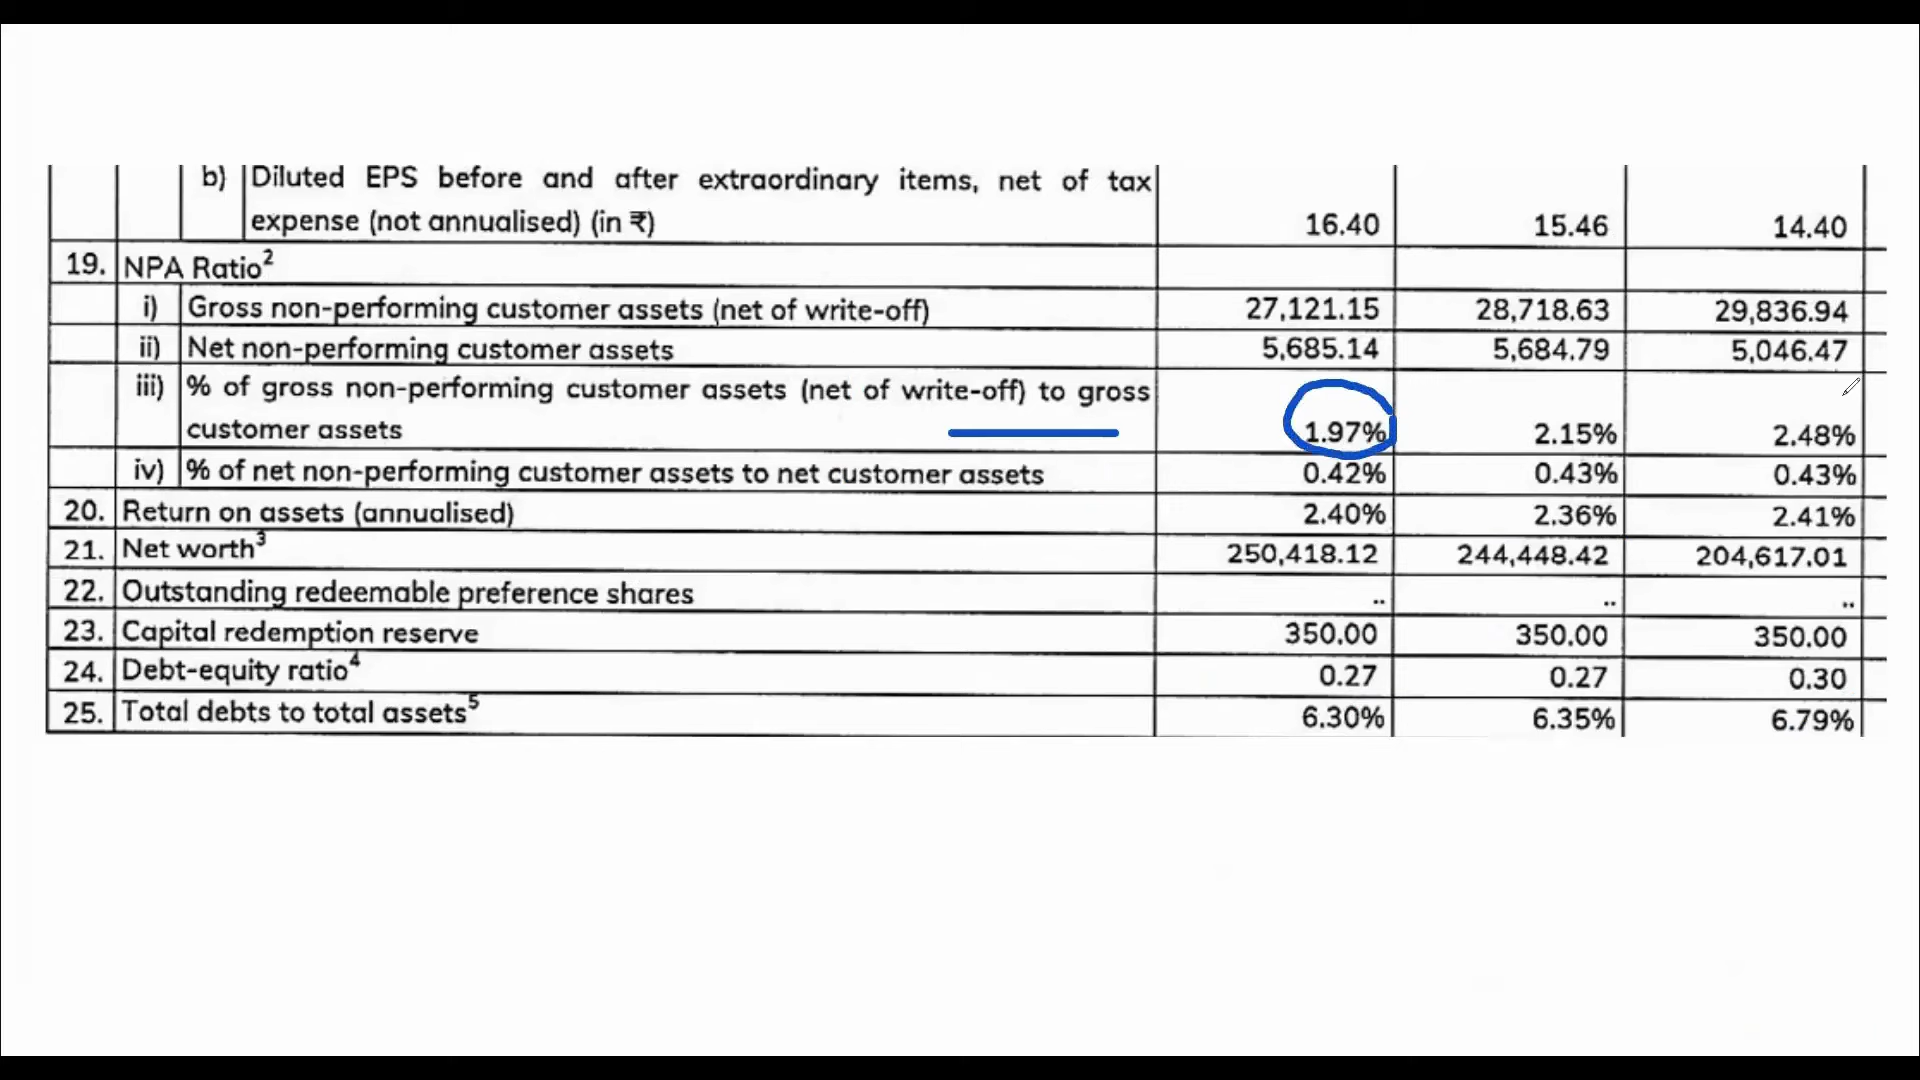 b) Diluted EPS before and after extraordinary items, net of tax
expense (not annualised) (in ₹) 16.40 15.46 14.40
19. NPA Ratio2
i) Gross non-performing customer assets (net of write-off) 27,121.15 28,718.63 29,836.94
ii) Net non-performing customer assets 5,685.14 5,684.79 5,046.47
iii) % of gross non-performing customer assets (net of write-off) to gross
customer assets 1.97% 2.15% 2.48%
iv) % of net non-performing customer assets to net customer assets 0.42% 0.43% 0.43%
20. Return on assets (annualised) 2.40% 2.36% 2.41%
21. Net worth3 250,418.12 244,448.42 204,617.01
22. Outstanding redeemable preference shares .. .. ..
23. Capital redemption reserve 350.00 350.00 350.00
24. Debt-equity ratio4 0.27 0.27 0.30
25. Total debts to total assets5 6.30% 6.35% 6.79%